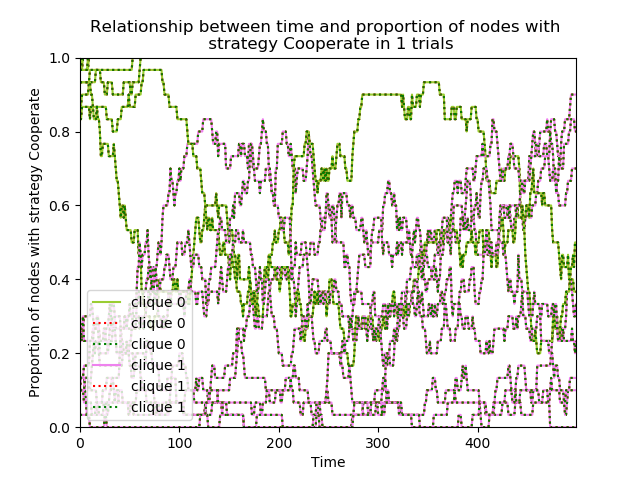 Relationship between time and proportion of nodes with
strategy Cooperate in 1 trials
Proportion of nodes with strategy Cooperate
1.0
0.8
0.6
0.4
0.2
0.0
clique 0
clique 0
clique 0
clique 1
clique 1
clique 1
0
100
200
300
400
Time